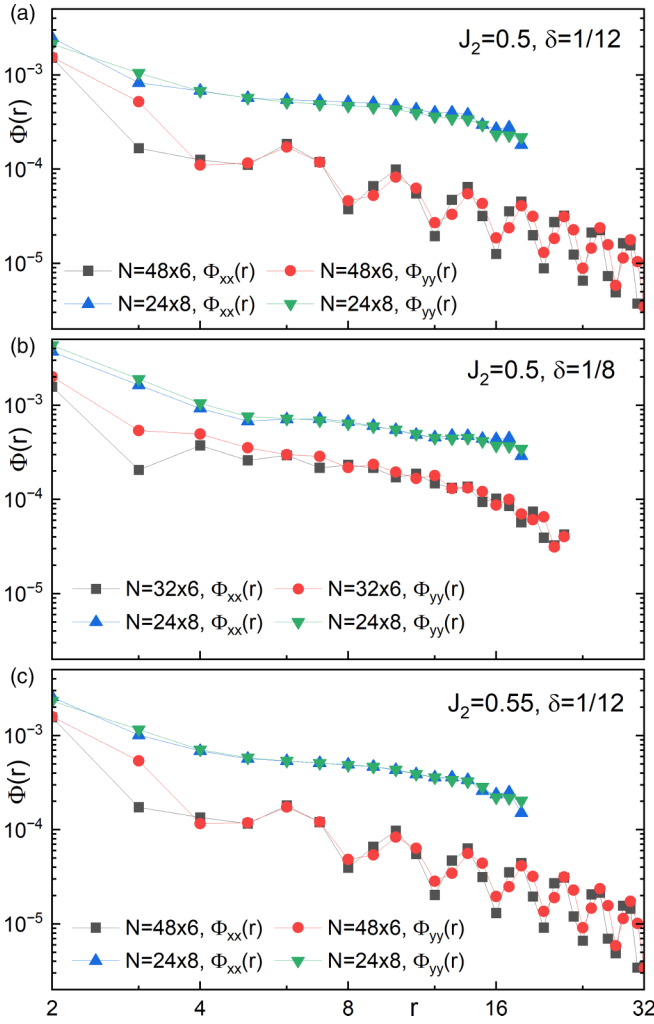 (a)
J₂=0.5, δ=1/12
10⁻³
10⁻⁴
10⁻⁵
Φ(r)
N=48x6, Φxx(r) N=48x6, Φyy(r)
N=24x8, Φxx(r) N=24x8, Φyy(r)
(b)
J₂=0.5, δ=1/8
10⁻³
10⁻⁴
10⁻⁵
Φ(r)
N=32x6, Φxx(r) N=32x6, Φyy(r)
N=24x8, Φxx(r) N=24x8, Φyy(r)
(c)
J₂=0.55, δ=1/12
10⁻³
10⁻⁴
10⁻⁵
Φ(r)
N=48x6, Φxx(r) N=48x6, Φyy(r)
N=24x8, Φxx(r) N=24x8, Φyy(r)
2 4 8 r 16 32